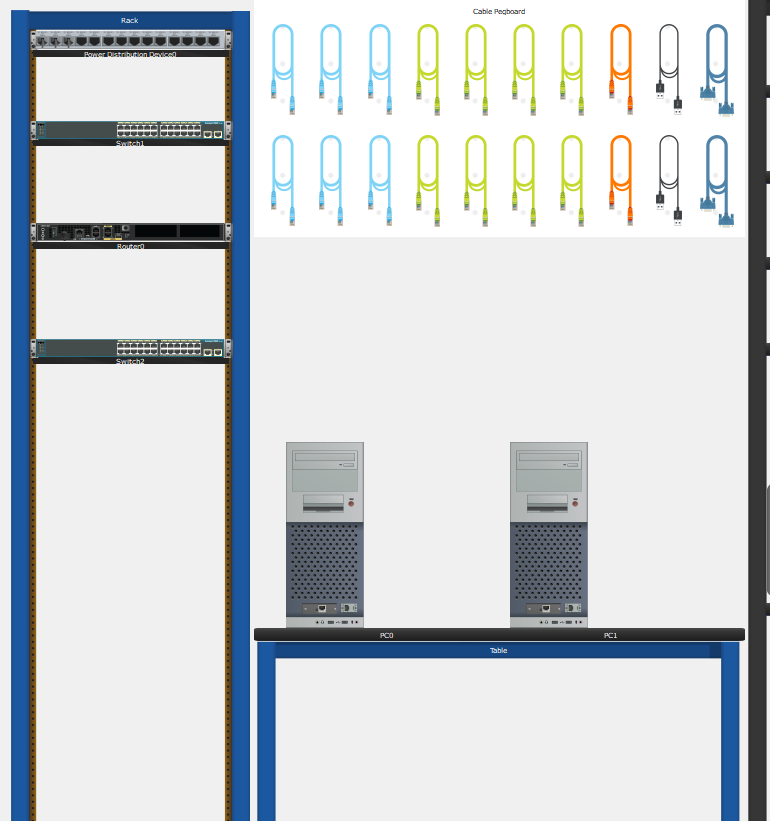 Rack
Cable Pegboard
Power Distribution Device0
Switch1
Router0
Switch2
PC0
PC1
Table